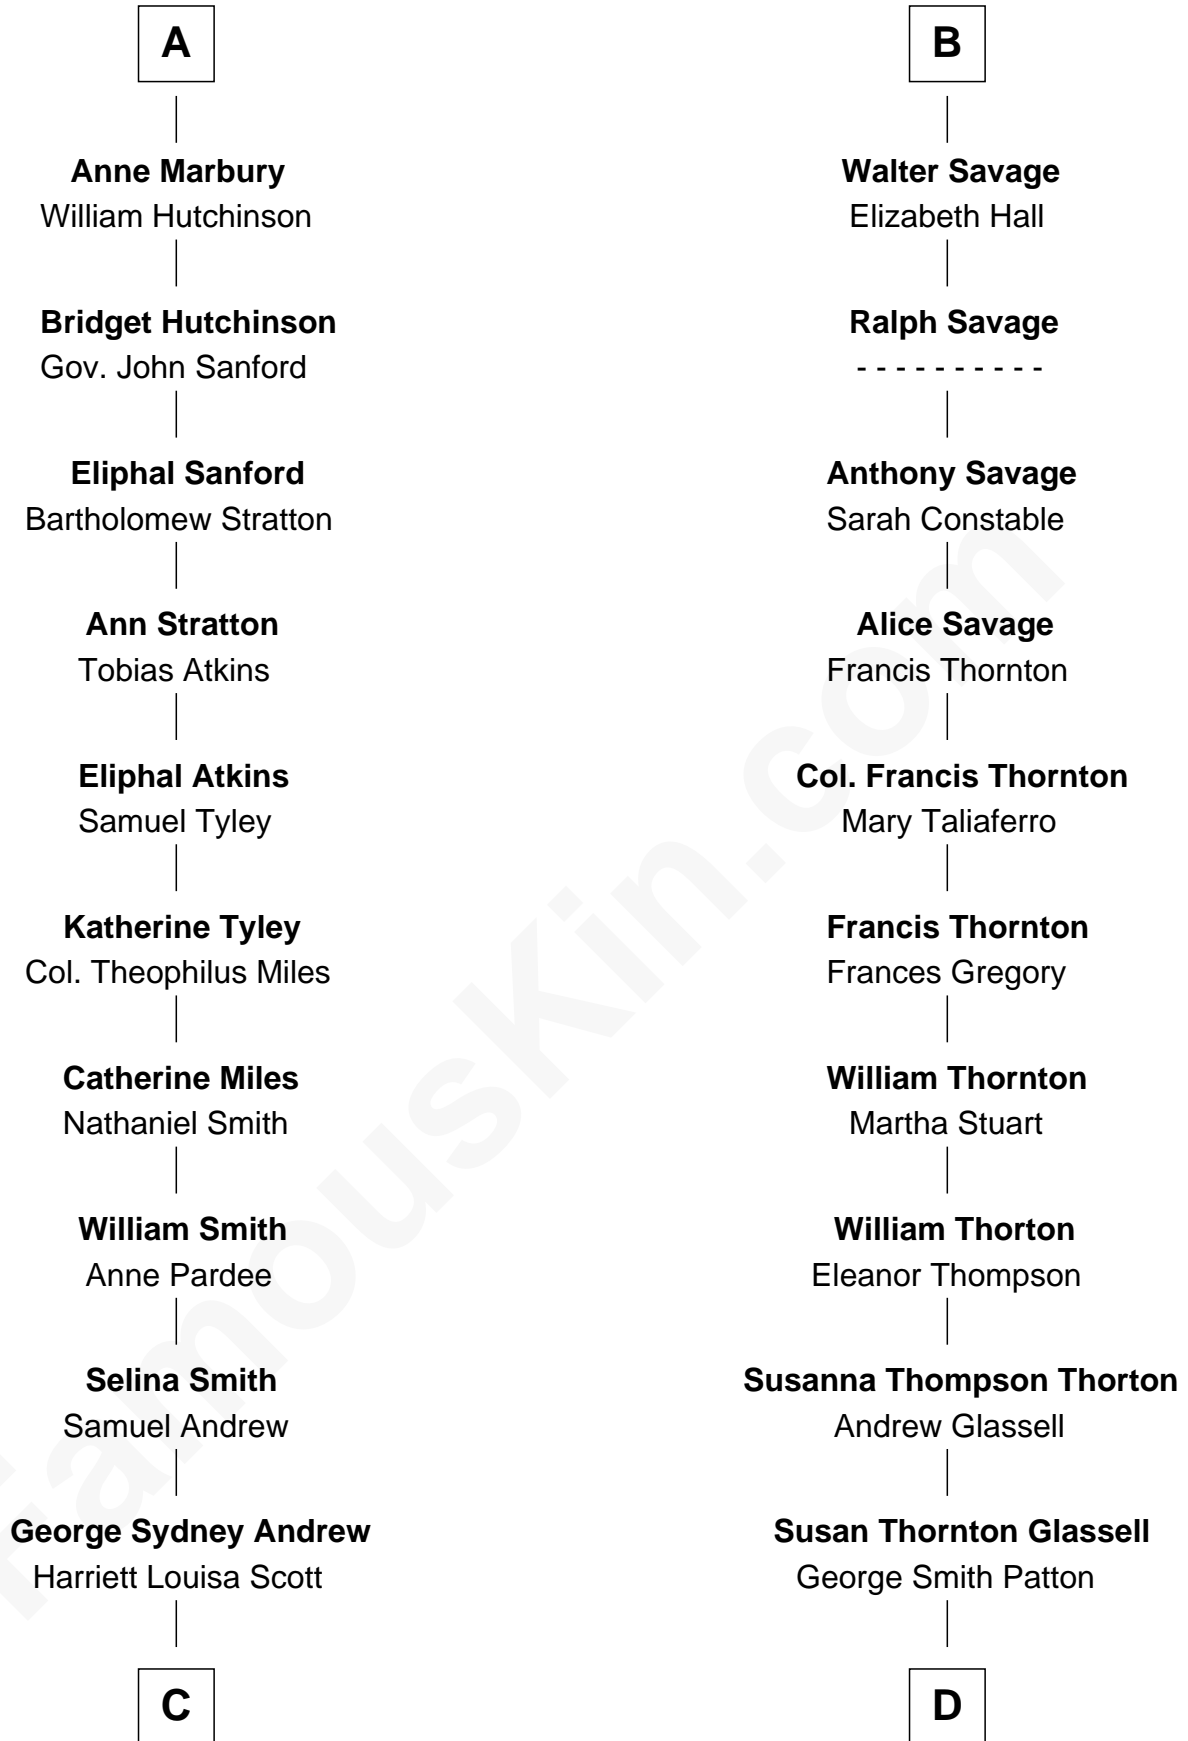 A
Anne Marbury
William Hutchinson
Bridget Hutchinson
Gov. John Sanford
Eliphal Sanford
Bartholomew Stratton
Ann Stratton
Tobias Atkins
Eliphal Atkins
Samuel Tyley
Katherine Tyley
Col. Theophilus Miles
Catherine Miles
Nathaniel Smith
William Smith
Anne Pardee
Selina Smith
Samuel Andrew
George Sydney Andrew
Harriett Louisa Scott
C
B
Walter Savage
Elizabeth Hall
Ralph Savage
- - - - - - - - - -
Anthony Savage
Sarah Constable
Alice Savage
Francis Thornton
Col. Francis Thornton
Mary Taliaferro
Francis Thornton
Frances Gregory
William Thornton
Martha Stuart
William Thorton
Eleanor Thompson
Susanna Thompson Thorton
Andrew Glassell
Susan Thornton Glassell
George Smith Patton
D
FamousKin.com